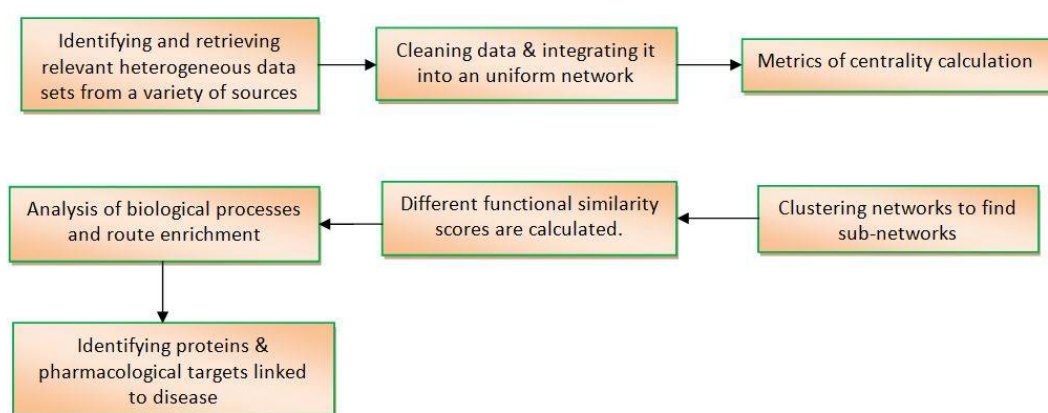 Identifying and retrieving
relevant heterogeneous data
sets from a variety of sources
Cleaning data & integrating it
into an uniform network
Metrics of centrality calculation
Clustering networks to find
sub-networks
Different functional similarity
scores are calculated.
Analysis of biological processes
and route enrichment
Identifying proteins &
pharmacological targets linked
to disease